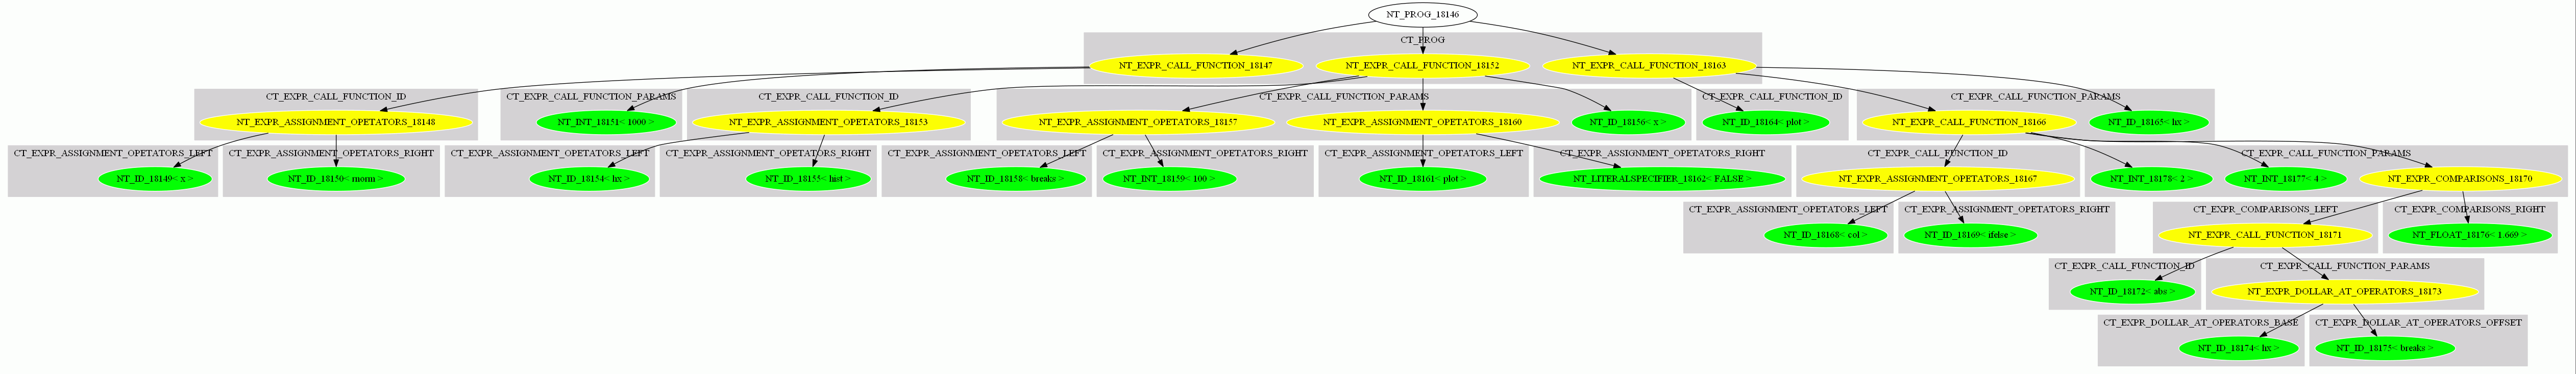 NT_PROG_18146
CT_PROG
NT_EXPR_CALL_FUNCTION_18147
NT_EXPR_CALL_FUNCTION_18152
NT_EXPR_CALL_FUNCTION_18163
CT_EXPR_CALL_FUNCTION_ID
CT_EXPR_CALL_FUNCTION_PARAMS
CT_EXPR_CALL_FUNCTION_ID
CT_EXPR_CALL_FUNCTION_PARAMS
CT_EXPR_CALL_FUNCTION_ID
CT_EXPR_CALL_FUNCTION_PARAMS
NT_EXPR_ASSIGNMENT_OPETATORS_18148
NT_INT_18151< 1000 >
NT_EXPR_ASSIGNMENT_OPETATORS_18153
NT_EXPR_ASSIGNMENT_OPETATORS_18157
NT_EXPR_ASSIGNMENT_OPETATORS_18160
NT_ID_18156< x >
NT_ID_18164< plot >
NT_EXPR_CALL_FUNCTION_18166
NT_ID_18165< hx >
CT_EXPR_ASSIGNMENT_OPETATORS_LEFT
CT_EXPR_ASSIGNMENT_OPETATORS_RIGHT
CT_EXPR_ASSIGNMENT_OPETATORS_LEFT
CT_EXPR_ASSIGNMENT_OPETATORS_RIGHT
CT_EXPR_ASSIGNMENT_OPETATORS_LEFT
CT_EXPR_ASSIGNMENT_OPETATORS_RIGHT
CT_EXPR_ASSIGNMENT_OPETATORS_LEFT
CT_EXPR_ASSIGNMENT_OPETATORS_RIGHT
CT_EXPR_CALL_FUNCTION_ID
CT_EXPR_CALL_FUNCTION_PARAMS
NT_ID_18149< x >
NT_ID_18150< rnorm >
NT_ID_18154< hx >
NT_ID_18155< hist >
NT_ID_18158< breaks >
NT_INT_18159< 100 >
NT_ID_18161< plot >
NT_LITERALSPECIFIER_18162< FALSE >
NT_EXPR_ASSIGNMENT_OPETATORS_18167
NT_INT_18178< 2 >
NT_INT_18177< 4 >
NT_EXPR_COMPARISONS_18170
CT_EXPR_ASSIGNMENT_OPETATORS_LEFT
CT_EXPR_ASSIGNMENT_OPETATORS_RIGHT
CT_EXPR_COMPARISONS_LEFT
CT_EXPR_COMPARISONS_RIGHT
NT_ID_18168< col >
NT_ID_18169< ifelse >
NT_EXPR_CALL_FUNCTION_18171
NT_FLOAT_18176< 1.669 >
CT_EXPR_CALL_FUNCTION_ID
CT_EXPR_CALL_FUNCTION_PARAMS
NT_ID_18172< abs >
NT_EXPR_DOLLAR_AT_OPERATORS_18173
CT_EXPR_DOLLAR_AT_OPERATORS_BASE
CT_EXPR_DOLLAR_AT_OPERATORS_OFFSET
NT_ID_18174< hx >
NT_ID_18175< breaks >